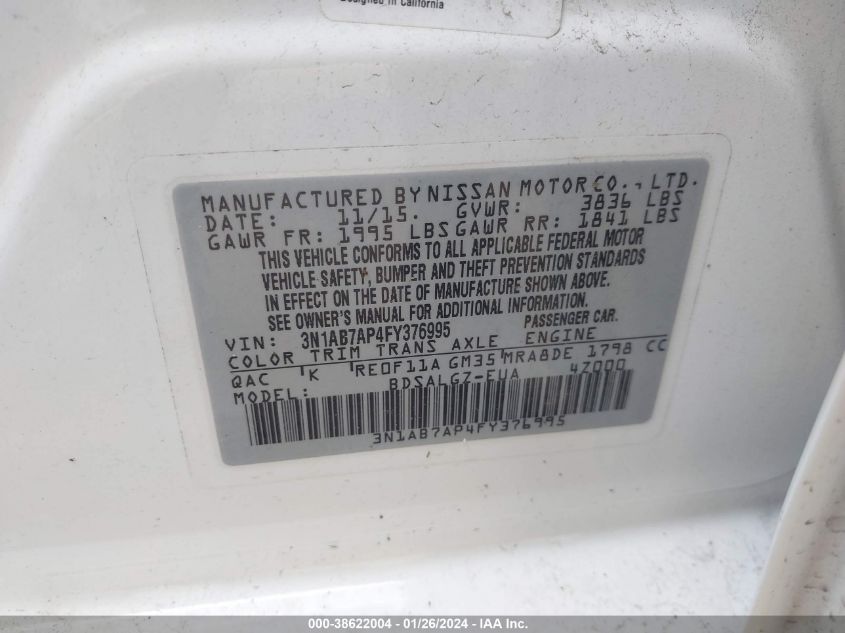 Designed in California
MANUFACTURED BY NISSAN MOTOR CO., LTD.
DATE: 11/15. GVWR: 3836 LBS
GAWR FR: 1995 LBS GAWR RR: 1841 LBS
THIS VEHICLE CONFORMS TO ALL APPLICABLE FEDERAL MOTOR
VEHICLE SAFETY, BUMPER AND THEFT PREVENTION STANDARDS
IN EFFECT ON THE DATE OF MANUFACTURE SHOWN ABOVE.
SEE OWNER'S MANUAL FOR ADDITIONAL INFORMATION.
VIN: 3N1AB7AP4FY376995 PASSENGER CAR.
COLOR TRIM TRANS AXLE ENGINE
QAC K RE0F11A GM35 MRA8DE 1798 CC
MODEL: BDSALGZ-EUA 4Z000
3N1AB7AP4FY376995
000-38622004 - 01/26/2024 - IAA Inc.